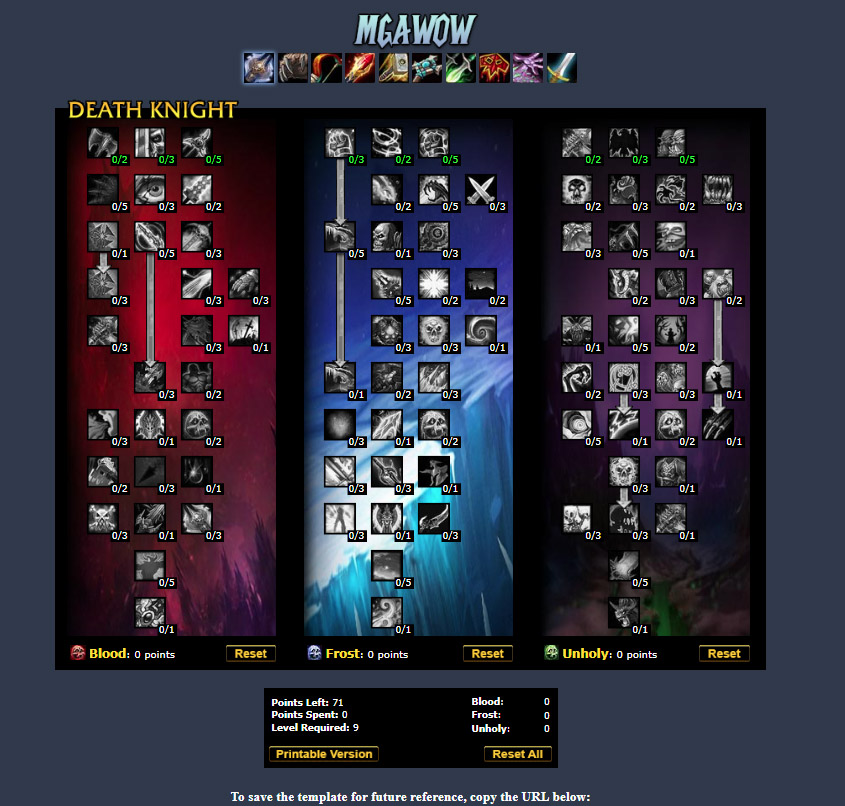 MGAWOW
DEATH KNIGHT
0/2 0/3 0/5 0/3 0/2 0/5 0/2 0/3 0/5
0/5 0/3 0/2 0/2 0/5 0/3 0/2 0/3 0/2 0/3
0/1 0/5 0/3 0/5 0/1 0/3 0/3 0/5 0/1
0/3 0/3 0/3 0/5 0/2 0/2 0/2 0/3 0/2
0/3 0/3 0/1 0/3 0/3 0/1 0/1 0/5 0/2
0/3 0/2 0/1 0/2 0/3 0/2 0/3 0/3 0/1
0/3 0/1 0/2 0/3 0/1 0/2 0/5 0/1 0/2 0/1
0/2 0/3 0/1 0/3 0/3 0/1 0/3 0/1
0/3 0/1 0/3 0/3 0/1 0/3 0/3 0/3 0/1
0/5 0/5 0/5
0/1 0/1 0/1
Blood: 0 points Reset Frost: 0 points Reset Unholy: 0 points Reset
Points Left: 71 Blood: 0
Points Spent: 0 Frost: 0
Level Required: 9 Unholy: 0
Printable Version Reset All
To save the template for future reference, copy the URL below: